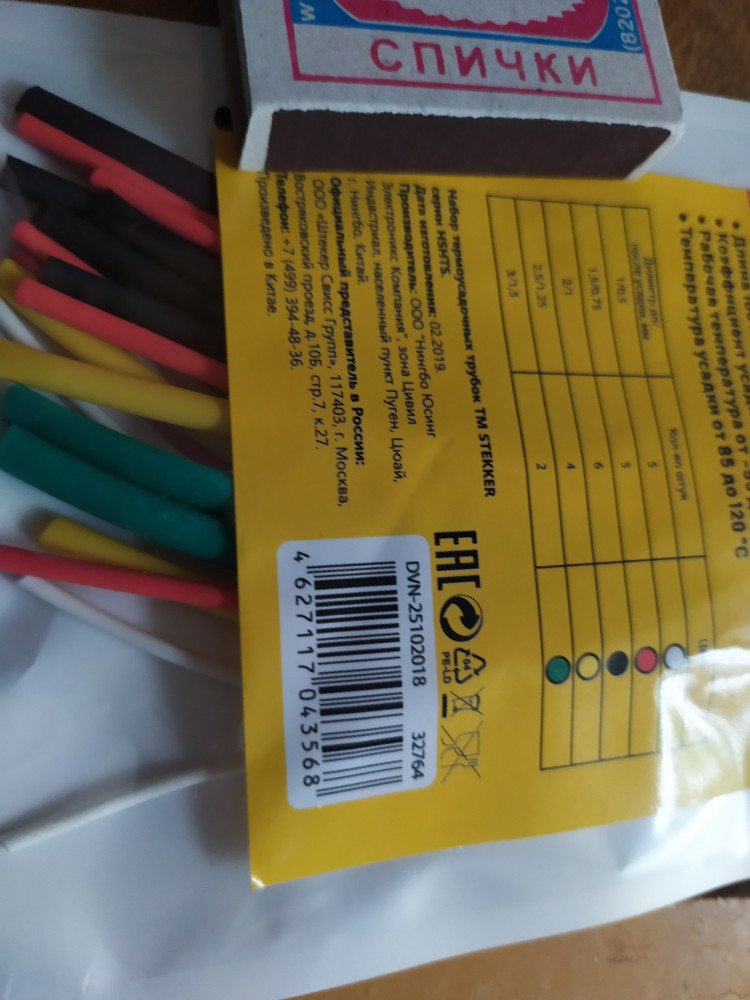 СПИЧКИ
2028)
• Температура усадки от 85 до 120 °C
• Рабочая температура от
• Коэффициент
Диаметр до/
после усадки, мм
Кол-во штук
1/0,5
5
1,5/0,75
5
2/1
6
2,5/1,25
4
3/1,5
2
Набор термоусадочных трубок ТМ STEKKER
серии HSHTS.
Дата изготовления: 02.2019.
Производитель: ООО "Нингбо Юсинг
Электроникс Компания", зона Цивил
Индастриал, населенный пункт Пуген, Цюай,
г. Нингбо, Китай.
Официальный представитель в России:
ООО «Штекер Свисс Групп», 117403, г. Москва,
Востряковский проезд, д.10Б, стр.7, к.27.
Телефон: +7 (499) 394-48-36.
Произведено в Китае.
EAC
04
PE-LD
DVN-25102018 32764
4 627117 043568